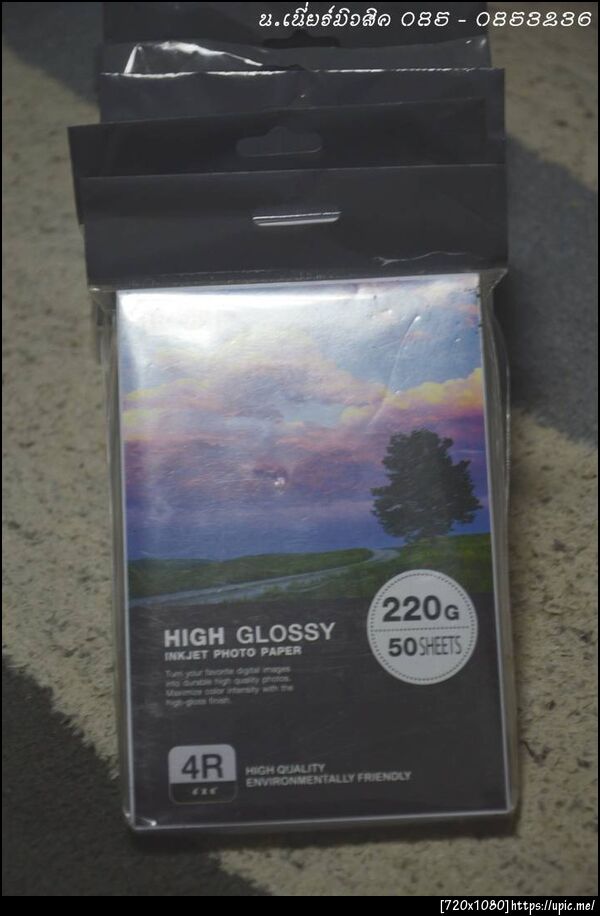 น.เนี่ยร์มิวสิค 085 - 0853236
220G
50 SHEETS
HIGH GLOSSY
INKJET PHOTO PAPER
Turn your favorite digital images
into durable high quality photos.
Maximize color intensity with the
high-gloss finish.
4R
4" X 6"
HIGH QUALITY
ENVIRONMENTALLY FRIENDLY
[720x1080]https://upic.me/